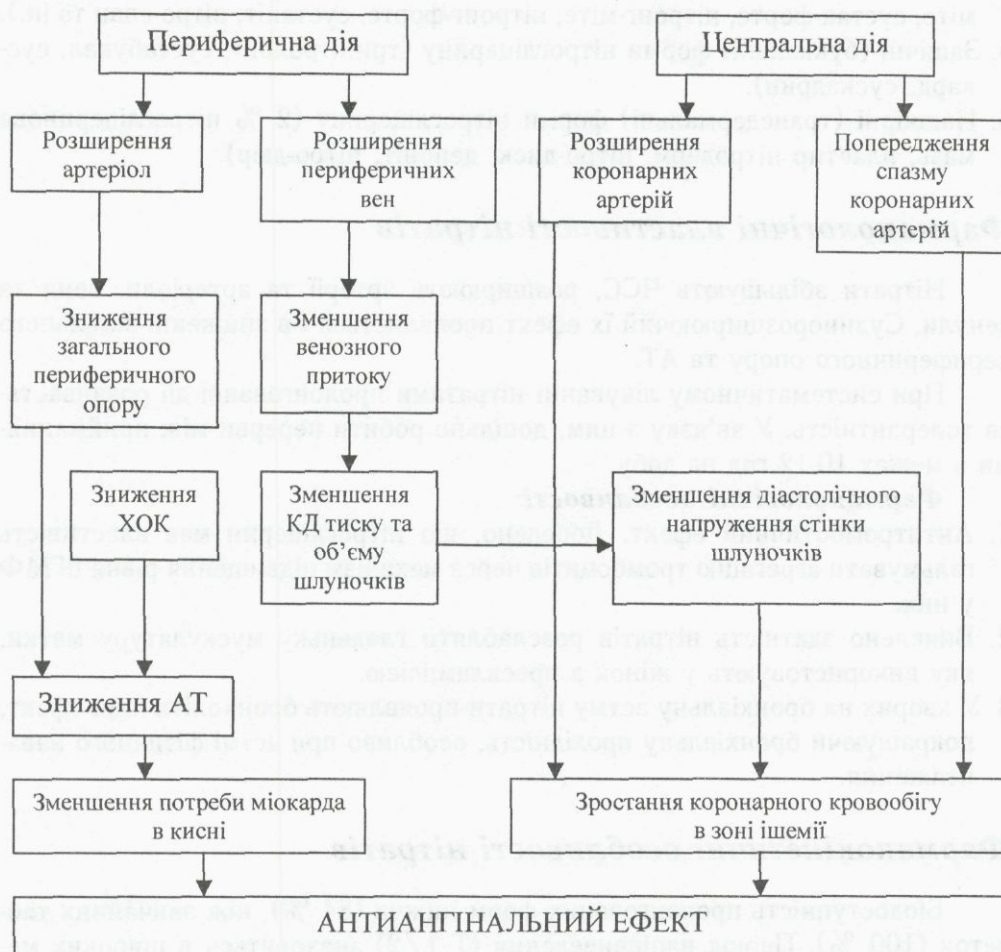 Периферична дія
Центральна дія
Розширення
артеріол
Розширення
периферичних
вен
Розширення
коронарних
артерій
Попередження
спазму
коронарних
артерій
Зниження
загального
периферичного
опору
Зменшення
венозного
притоку
Зниження
ХОК
Зменшення
КД тиску та
об’єму
шлуночків
Зменшення діастолічного
напруження стінки
шлуночків
Зниження АТ
Зменшення потреби міокарда
в кисні
Зростання коронарного кровообігу
в зоні ішемії
АНТИАНГІНАЛЬНИЙ ЕФЕКТ